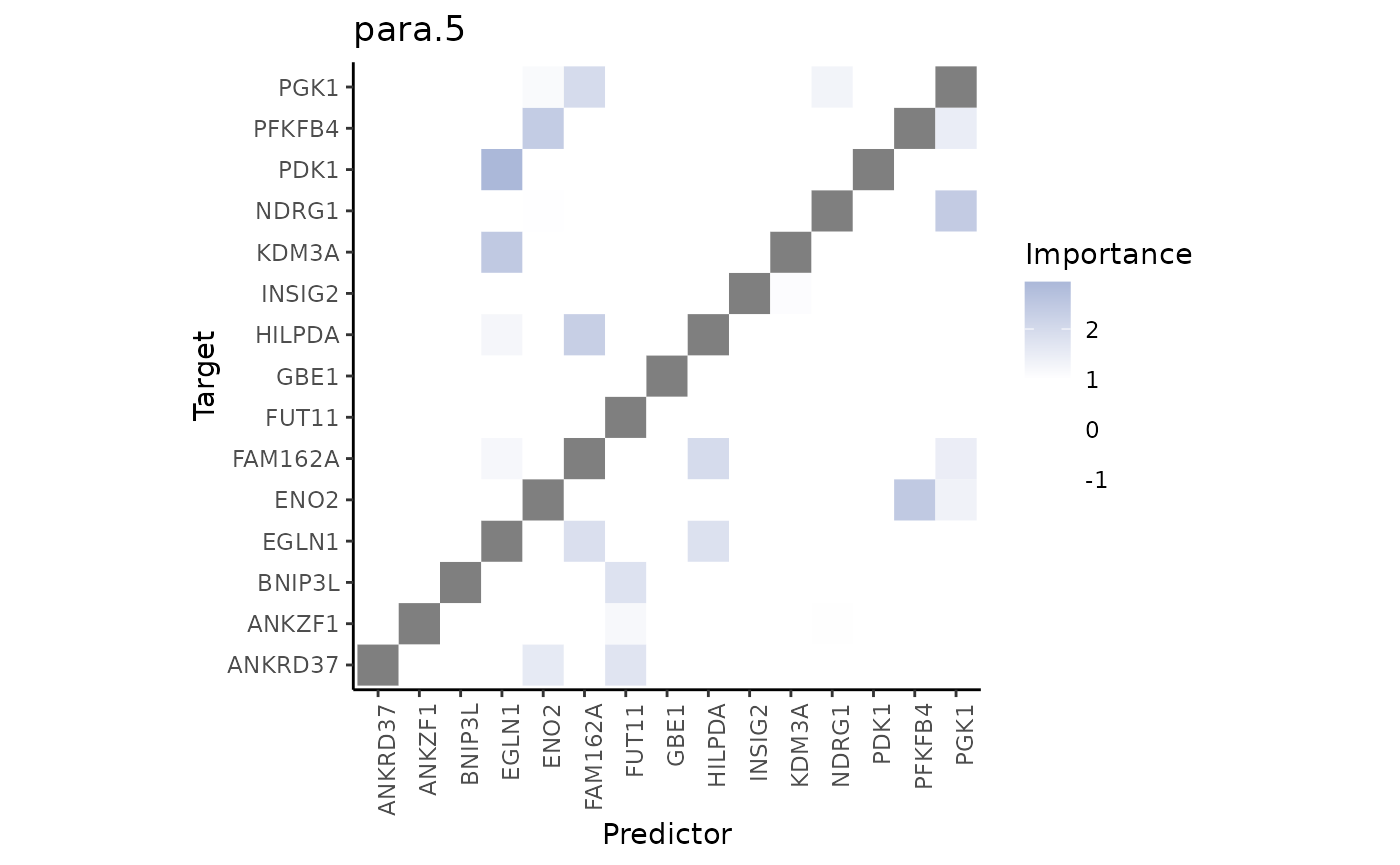 para.5
PGK1
PFKFB4
PDK1
NDRG1
KDM3A
INSIG2
HILPDA
GBE1
FUT11
FAM162A
ENO2
EGLN1
BNIP3L
ANKZF1
ANKRD37
Target
ANKRD37
ANKZF1
BNIP3L
EGLN1
ENO2
FAM162A
FUT11
GBE1
HILPDA
INSIG2
KDM3A
NDRG1
PDK1
PFKFB4
PGK1
Predictor
Importance
2
1
0
-1